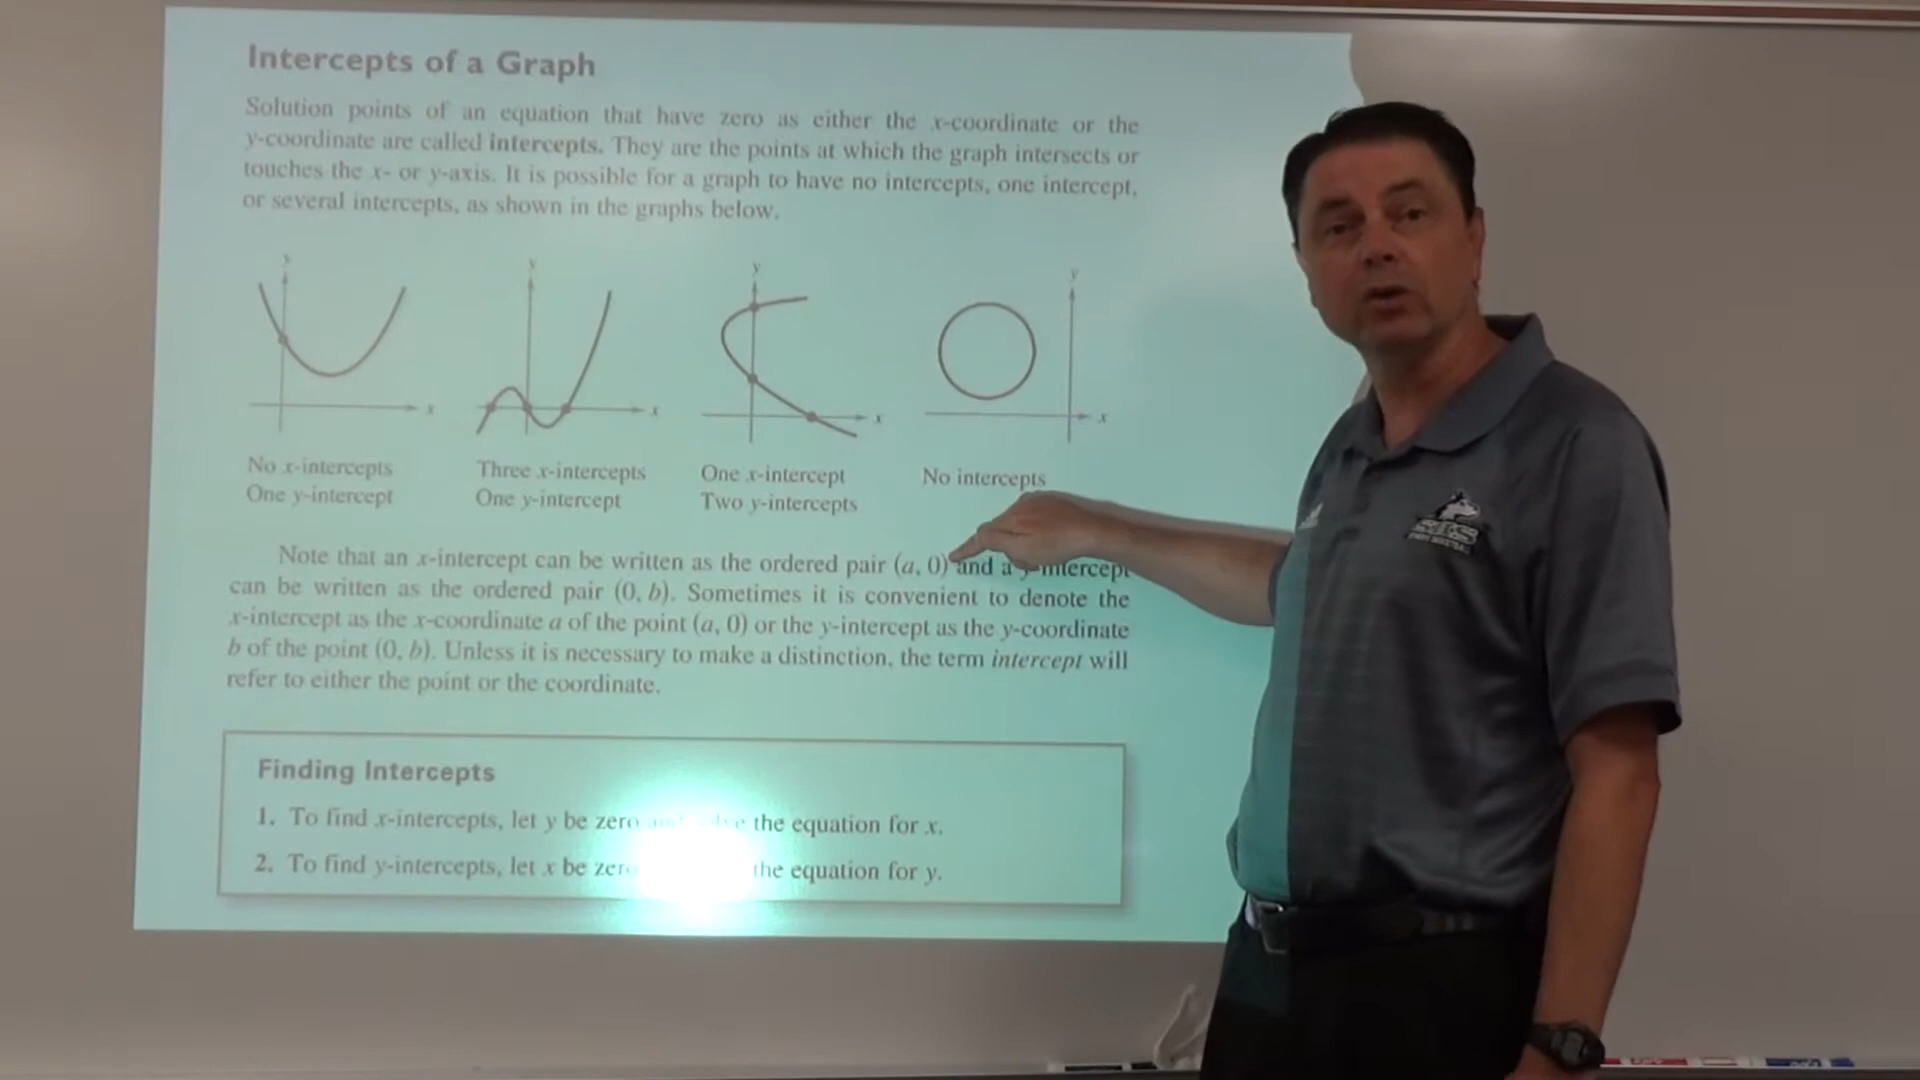 Intercepts of a Graph
Solution points of an equation that have zero as either the x-coordinate or the
y-coordinate are called intercepts. They are the points at which the graph intersects or
touches the x- or y-axis. It is possible for a graph to have no intercepts, one intercept,
or several intercepts, as shown in the graphs below.
y y y y
x x x x
No x-intercepts
One y-intercept
Three x-intercepts
One y-intercept
One x-intercept
Two y-intercepts
No intercepts
Note that an x-intercept can be written as the ordered pair (a, 0) and a y-intercept
can be written as the ordered pair (0, b). Sometimes it is convenient to denote the
x-intercept as the x-coordinate a of the point (a, 0) or the y-intercept as the y-coordinate
b of the point (0, b). Unless it is necessary to make a distinction, the term intercept will
refer to either the point or the coordinate.
Finding Intercepts
1. To find x-intercepts, let y be zero the equation for x.
2. To find y-intercepts, let x be the equation for y.